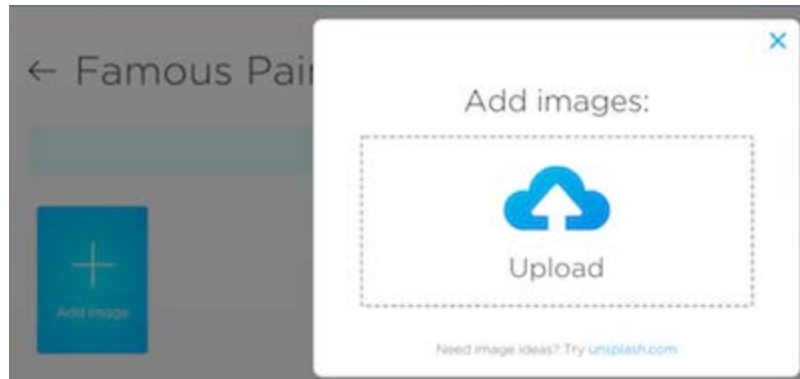 ← Famous Pai
Add image
Add images:
Upload
Need image ideas? Try unsplash.com